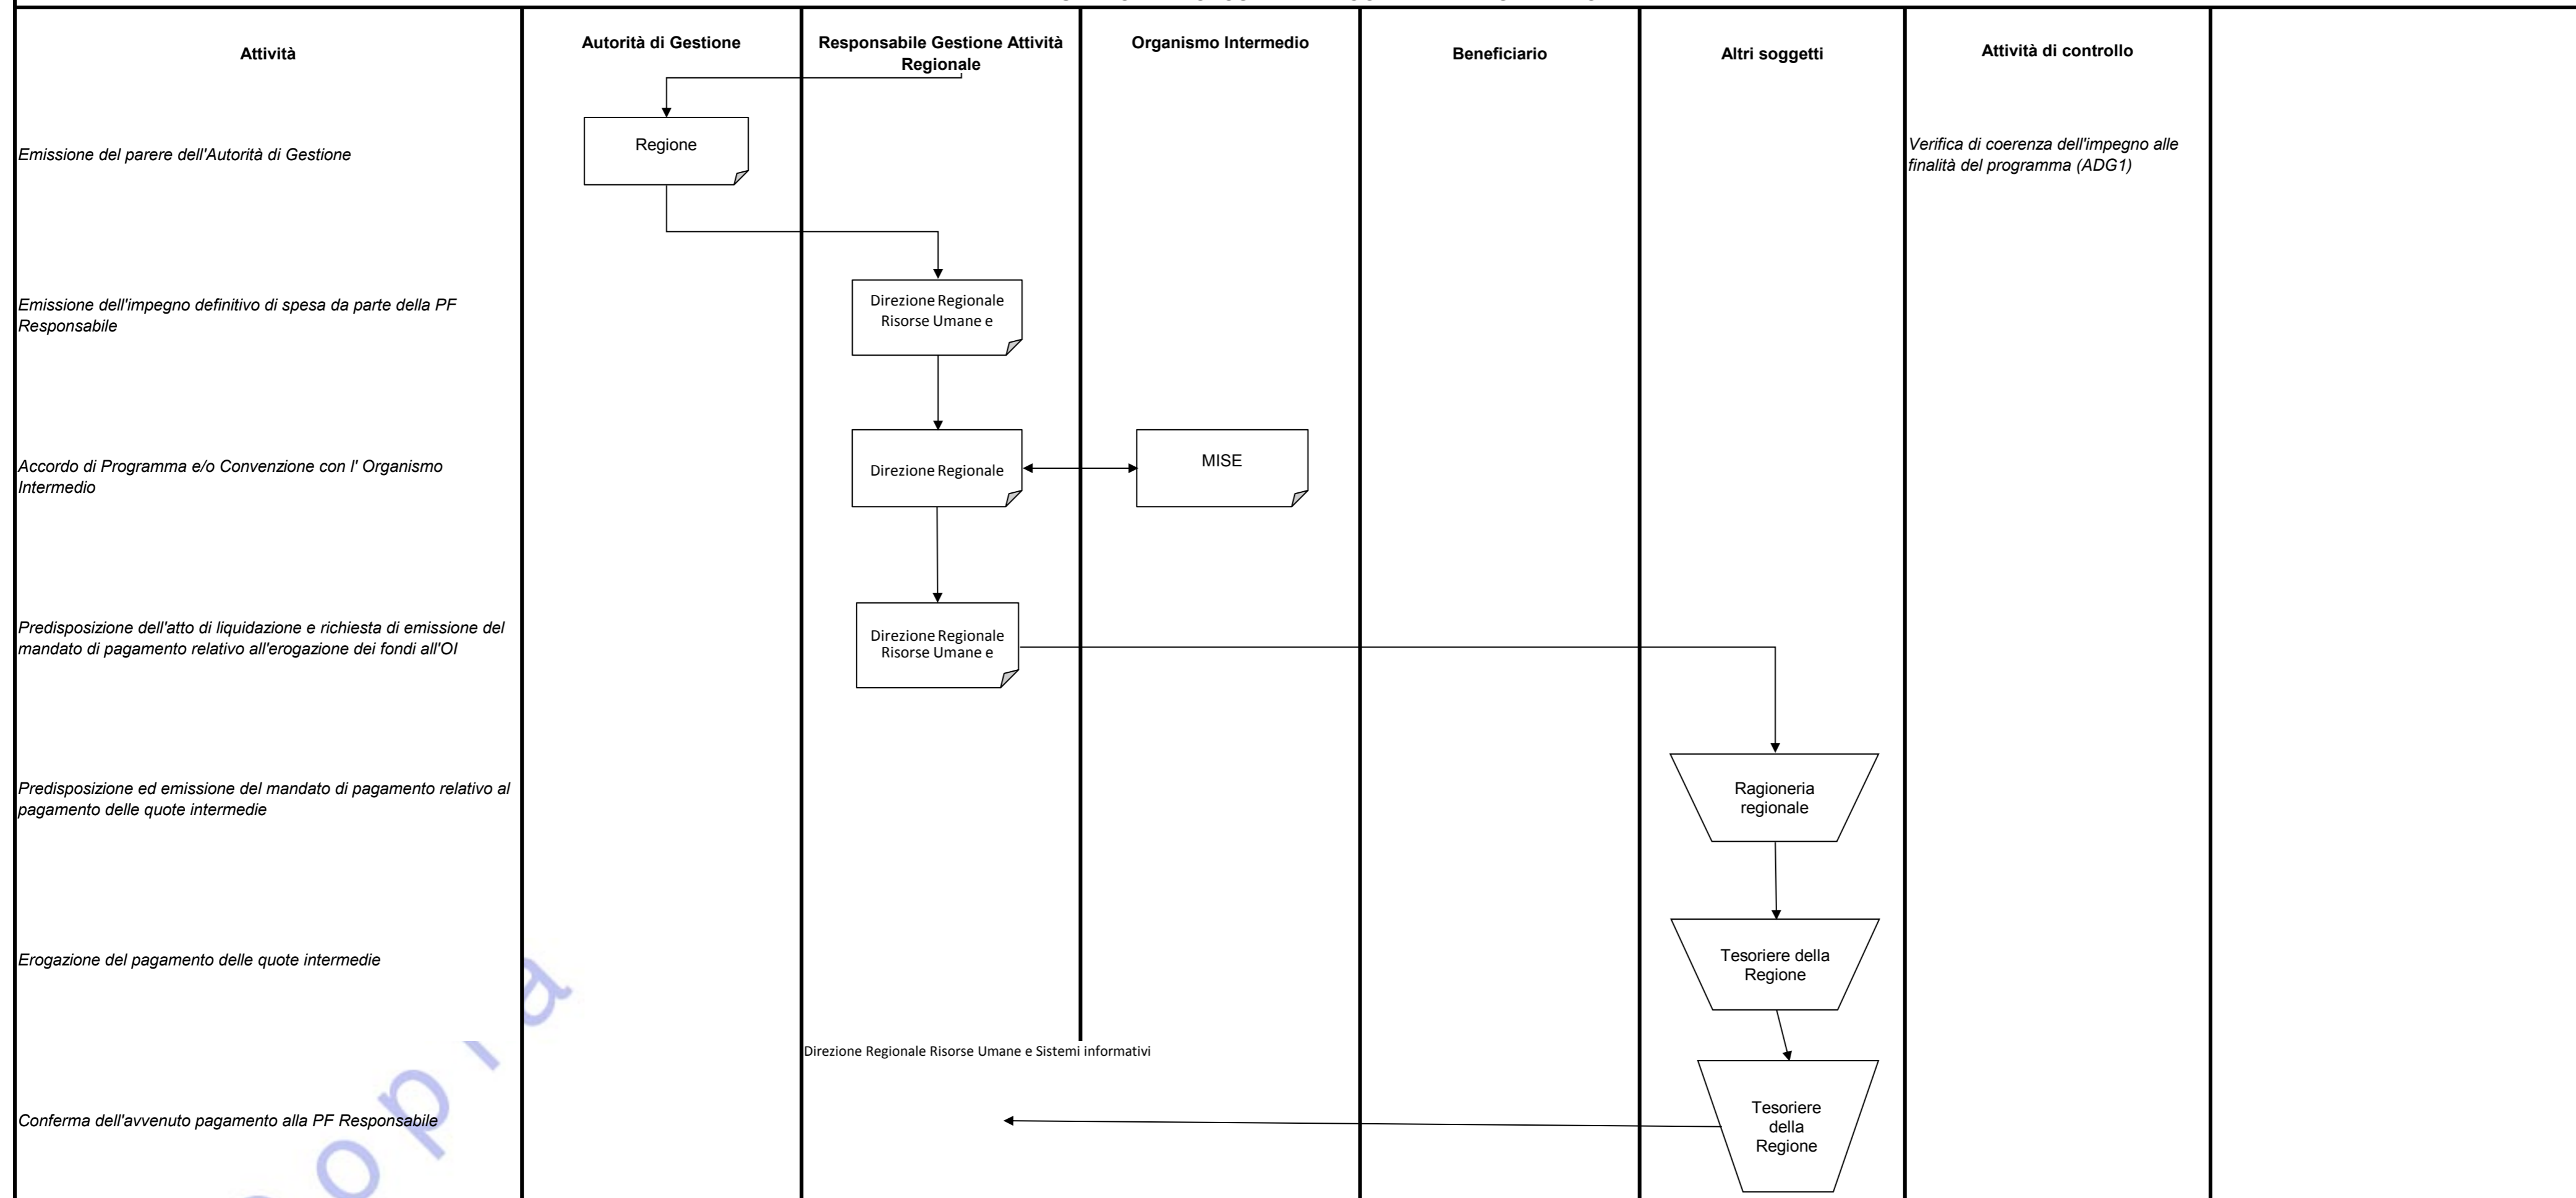 Attività
Autorità di Gestione
Responsabile Gestione Attività
Regionale
Organismo Intermedio
Beneficiario
Altri soggetti
Attività di controllo
Emissione del parere dell'Autorità di Gestione
Regione
Verifica di coerenza dell'impegno alle
finalità del programma (ADG1)
Emissione dell'impegno definitivo di spesa da parte della PF
Responsabile
Direzione Regionale
Risorse Umane e
Accordo di Programma e/o Convenzione con l' Organismo
Intermedio
Direzione Regionale
MISE
Predisposizione dell'atto di liquidazione e richiesta di emissione del
mandato di pagamento relativo all'erogazione dei fondi all'OI
Direzione Regionale
Risorse Umane e
Predisposizione ed emissione del mandato di pagamento relativo al
pagamento delle quote intermedie
Ragioneria
regionale
Erogazione del pagamento delle quote intermedie
Tesoriere della
Regione
Direzione Regionale Risorse Umane e Sistemi informativi
Conferma dell'avvenuto pagamento alla PF Responsabile
Tesoriere
della
Regione
opia